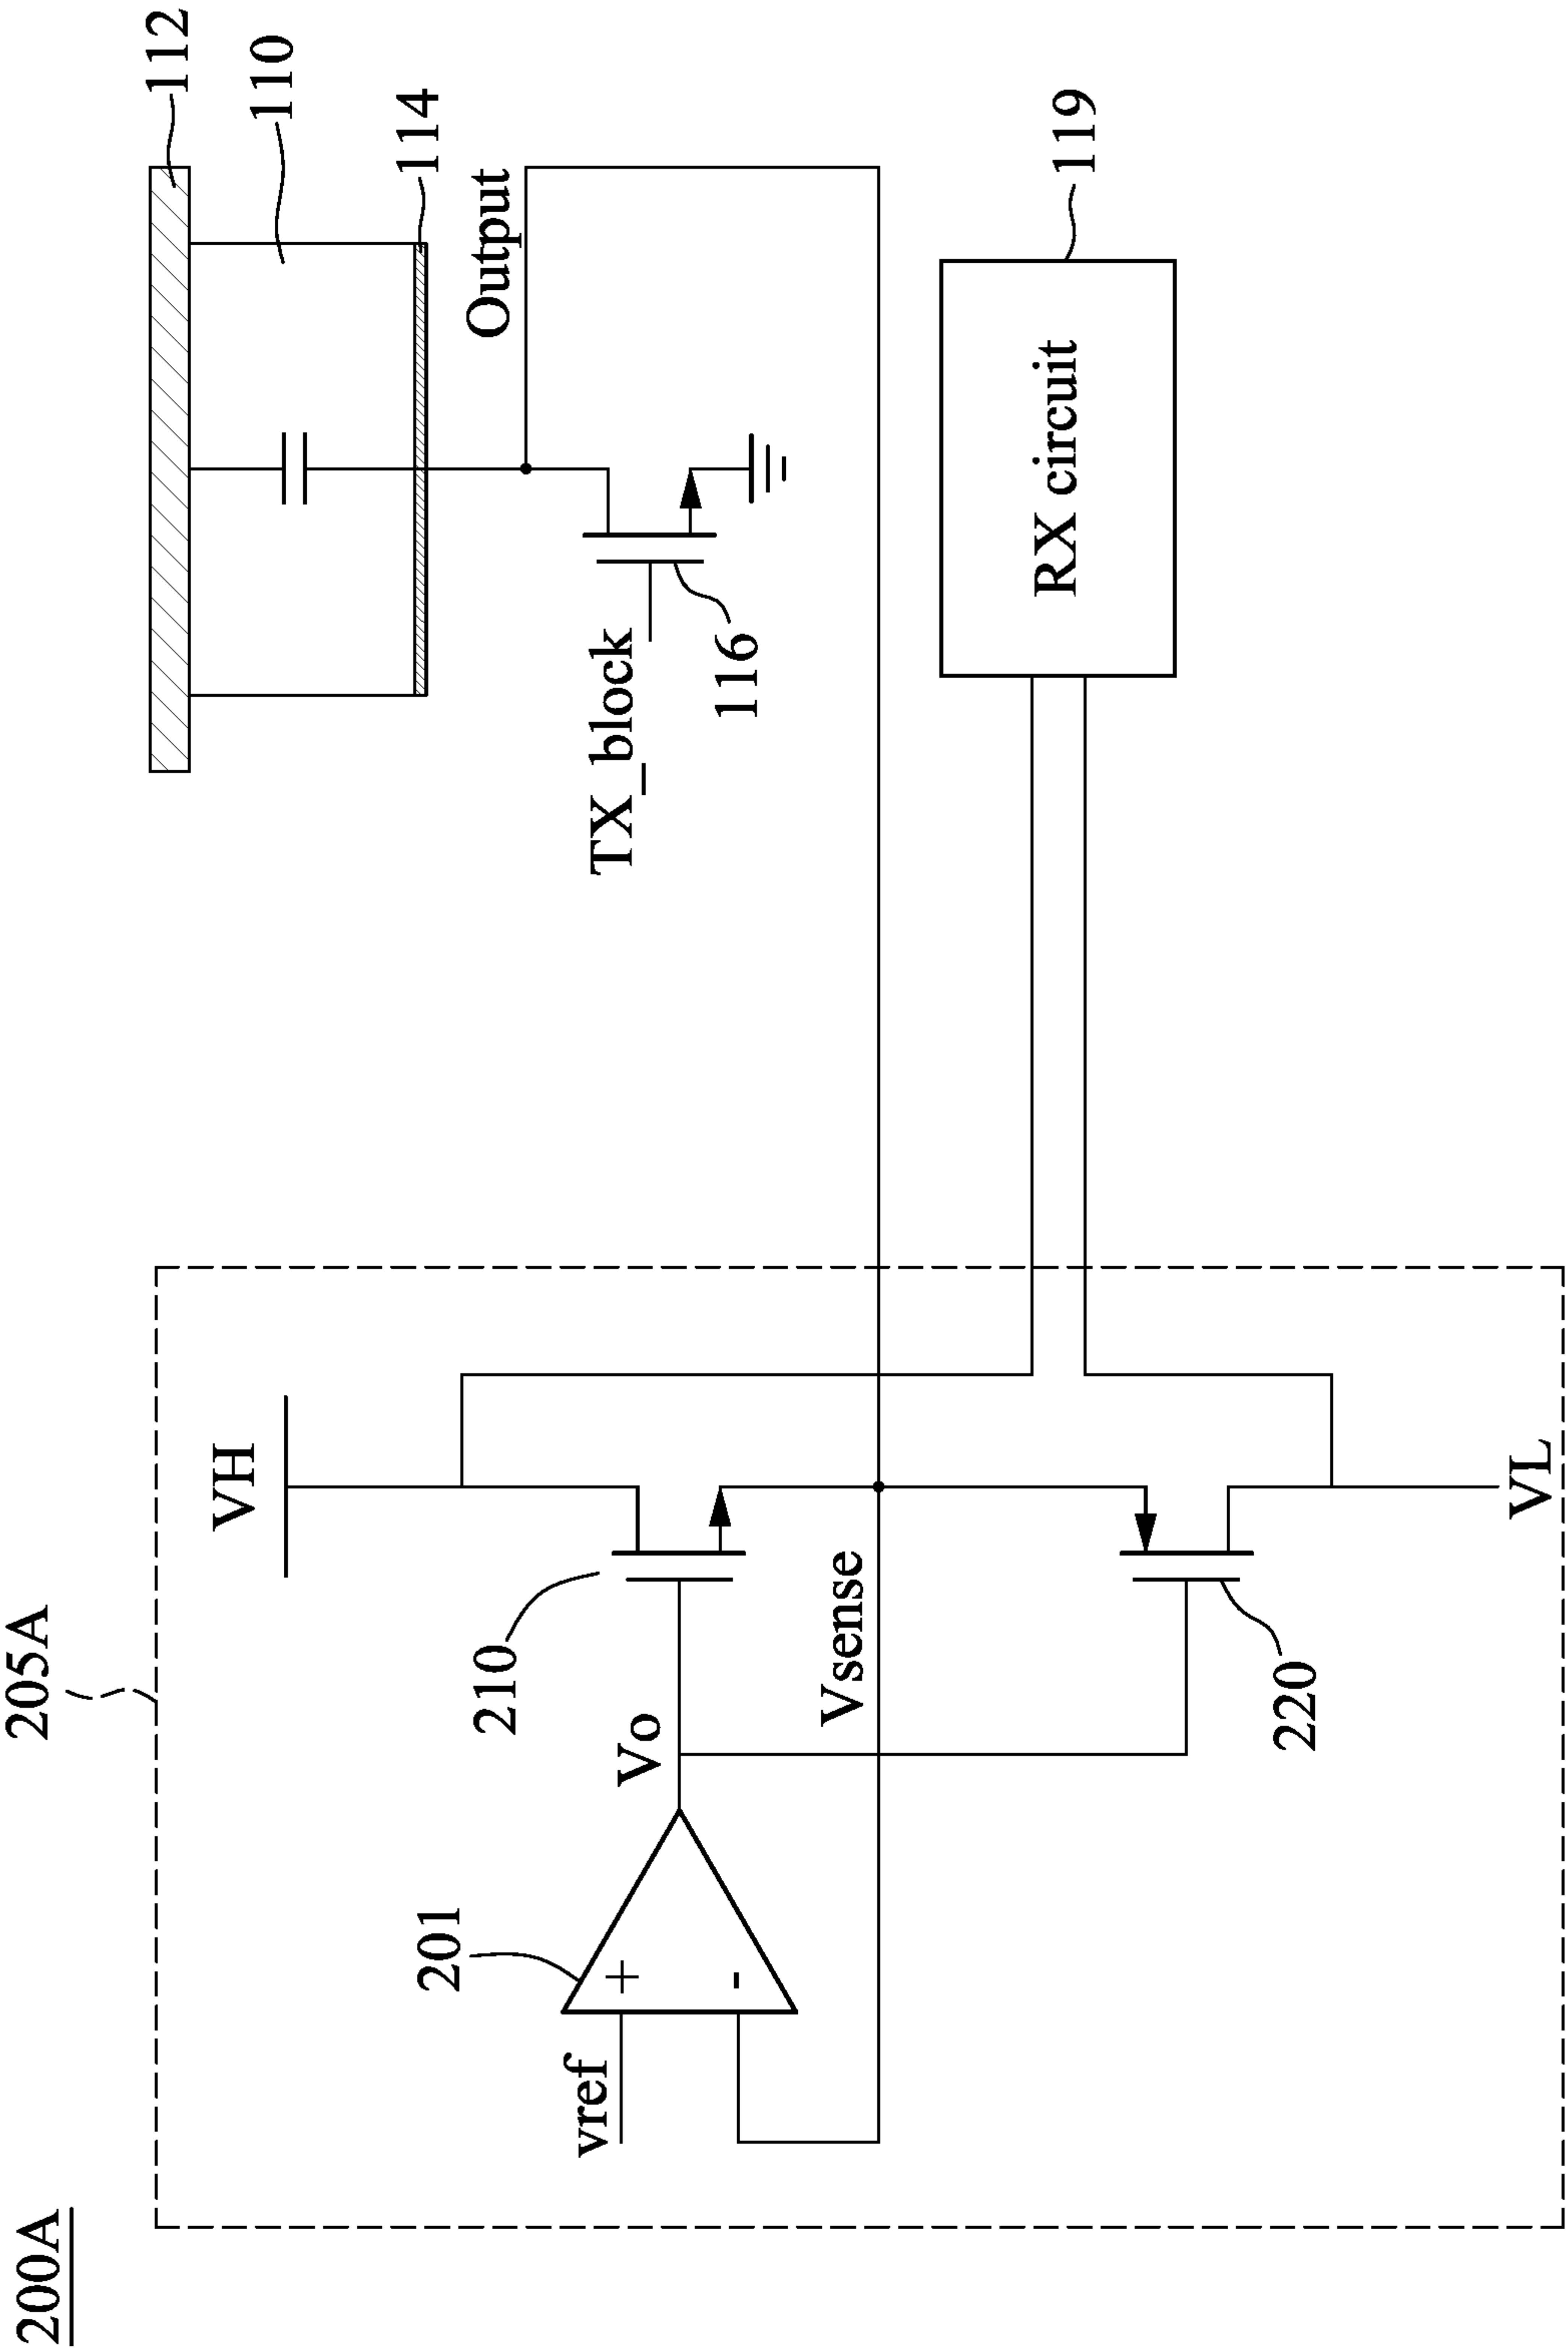 200A
205A
VH
112
110
114
Output
201
vref
+
-
Vo
210
TX_block
116
Vsense
RX circuit
119
220
VL